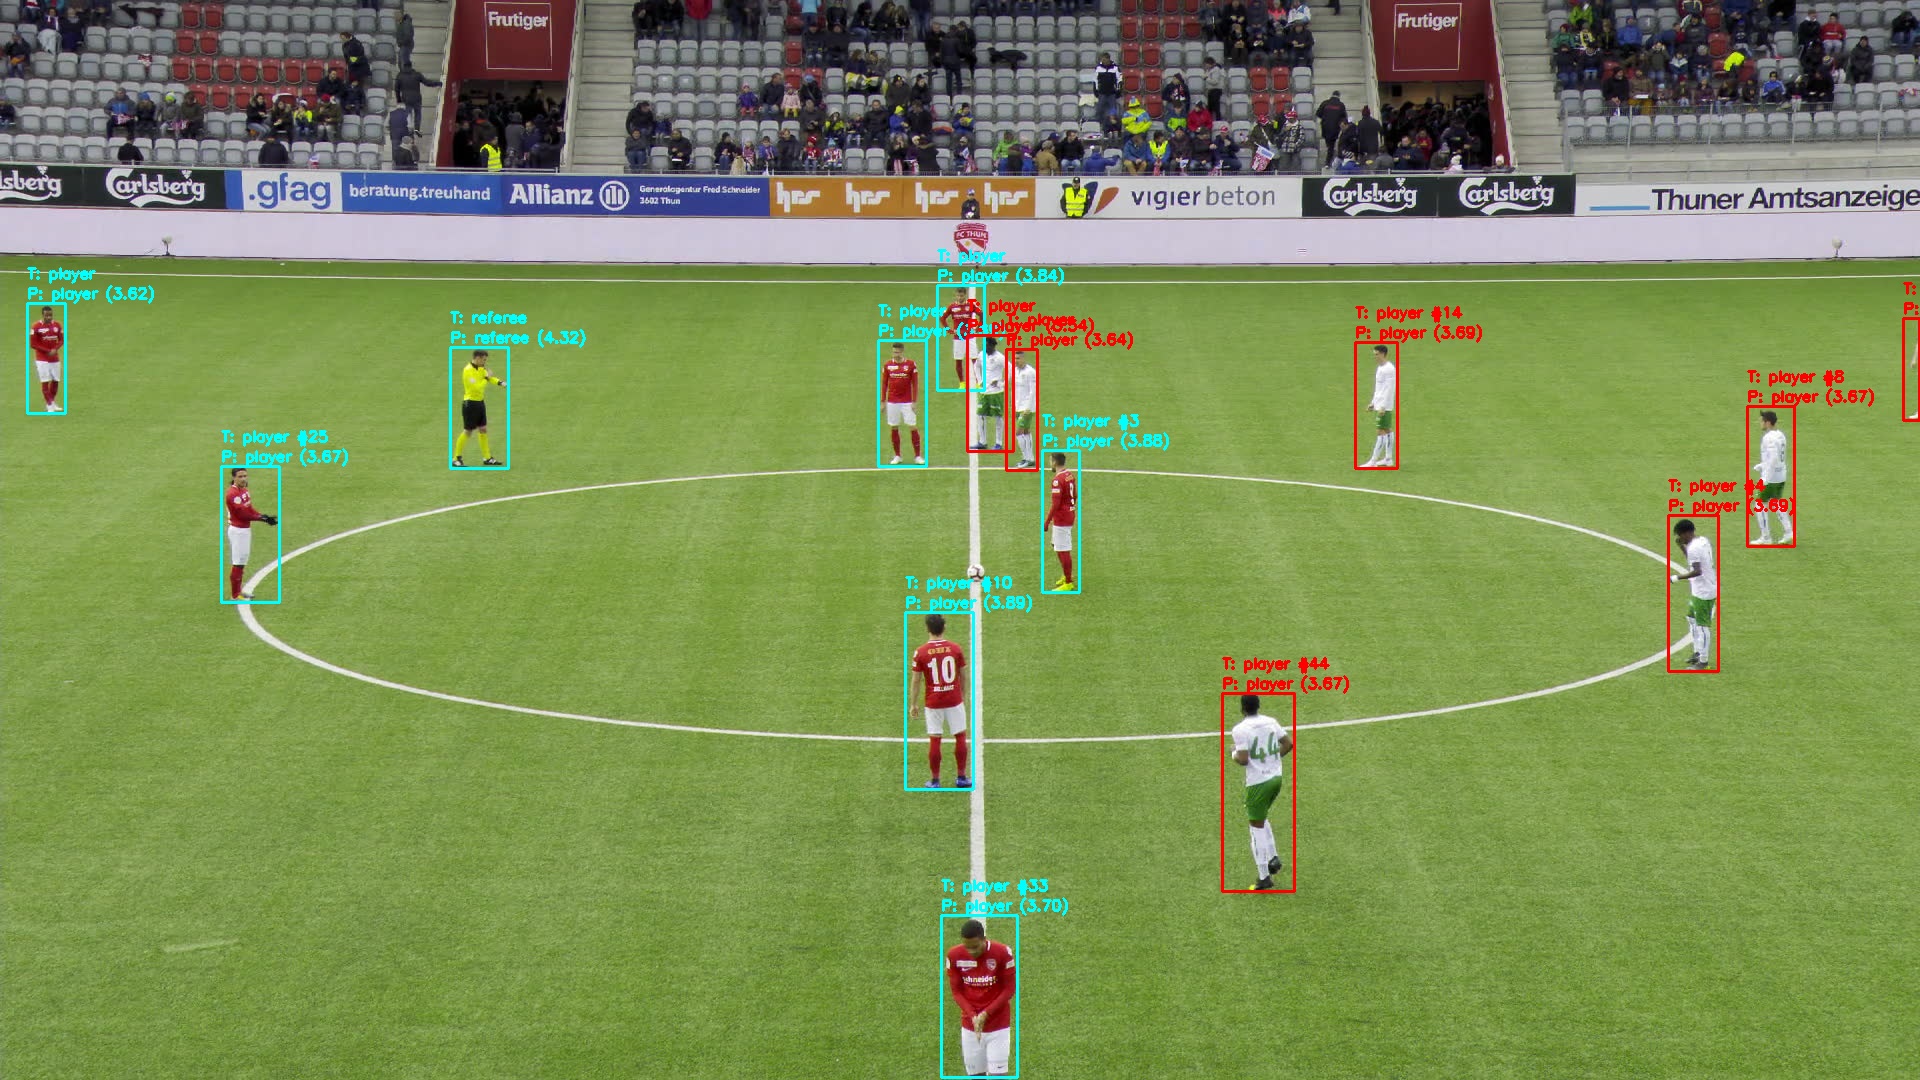 Frutiger
Frutiger
Carlsberg
.gfag
beratung.treuhand
Allianz
Generalagentur Fred Schneider
3602 Thun
hrs
hrs
hrs
hrs
vigier beton
Carlsberg
Carlsberg
Thuner Amtsanzeige
FC THUN
T: player
P: player (3.84)
T: player
P: player (3.62)
T: player
T: referee
P: referee (4.32)
T: player
P: player
P: player (3.64)
T: player #14
P: player (3.69)
T:
P:
T: player #8
P: player (3.67)
T: player #25
P: player (3.67)
T: player #3
P: player (3.88)
T: player #4
P: player (3.69)
T: player #10
P: player (3.89)
10
T: player #44
P: player (3.67)
44
T: player #33
P: player (3.70)